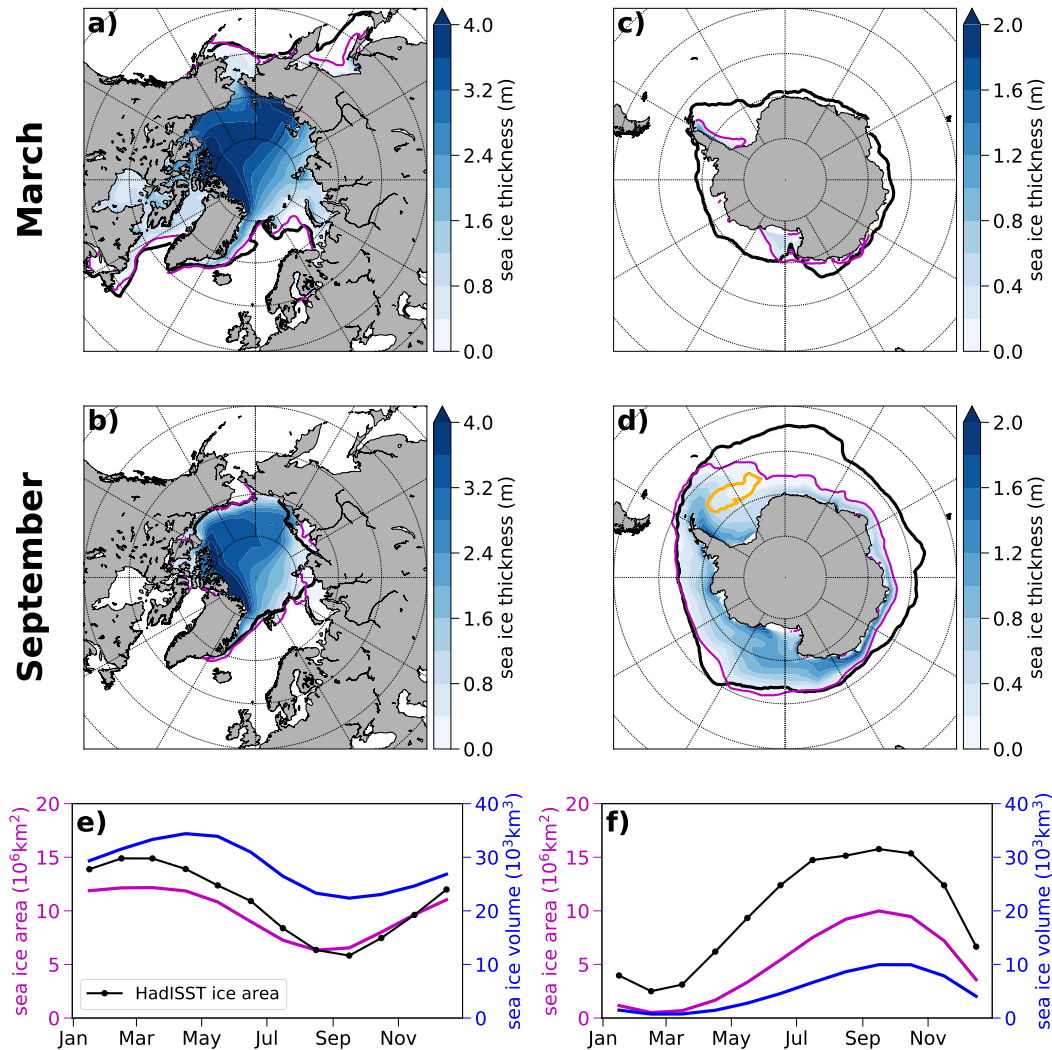 March
a)
4.0
3.2
2.4
1.6
0.8
0.0
sea ice thickness (m)
c)
2.0
1.6
1.2
0.8
0.4
0.0
sea ice thickness (m)
September
b)
4.0
3.2
2.4
1.6
0.8
0.0
sea ice thickness (m)
d)
2.0
1.6
1.2
0.8
0.4
0.0
sea ice thickness (m)
e)
sea ice area (10⁶km²)
20
15
10
5
0
HadISST ice area
Jan Mar May Jul Sep Nov
40
30
20
10
0
sea ice volume (10³km³)
f)
sea ice area (10⁶km²)
20
15
10
5
0
Jan Mar May Jul Sep Nov
40
30
20
10
0
sea ice volume (10³km³)